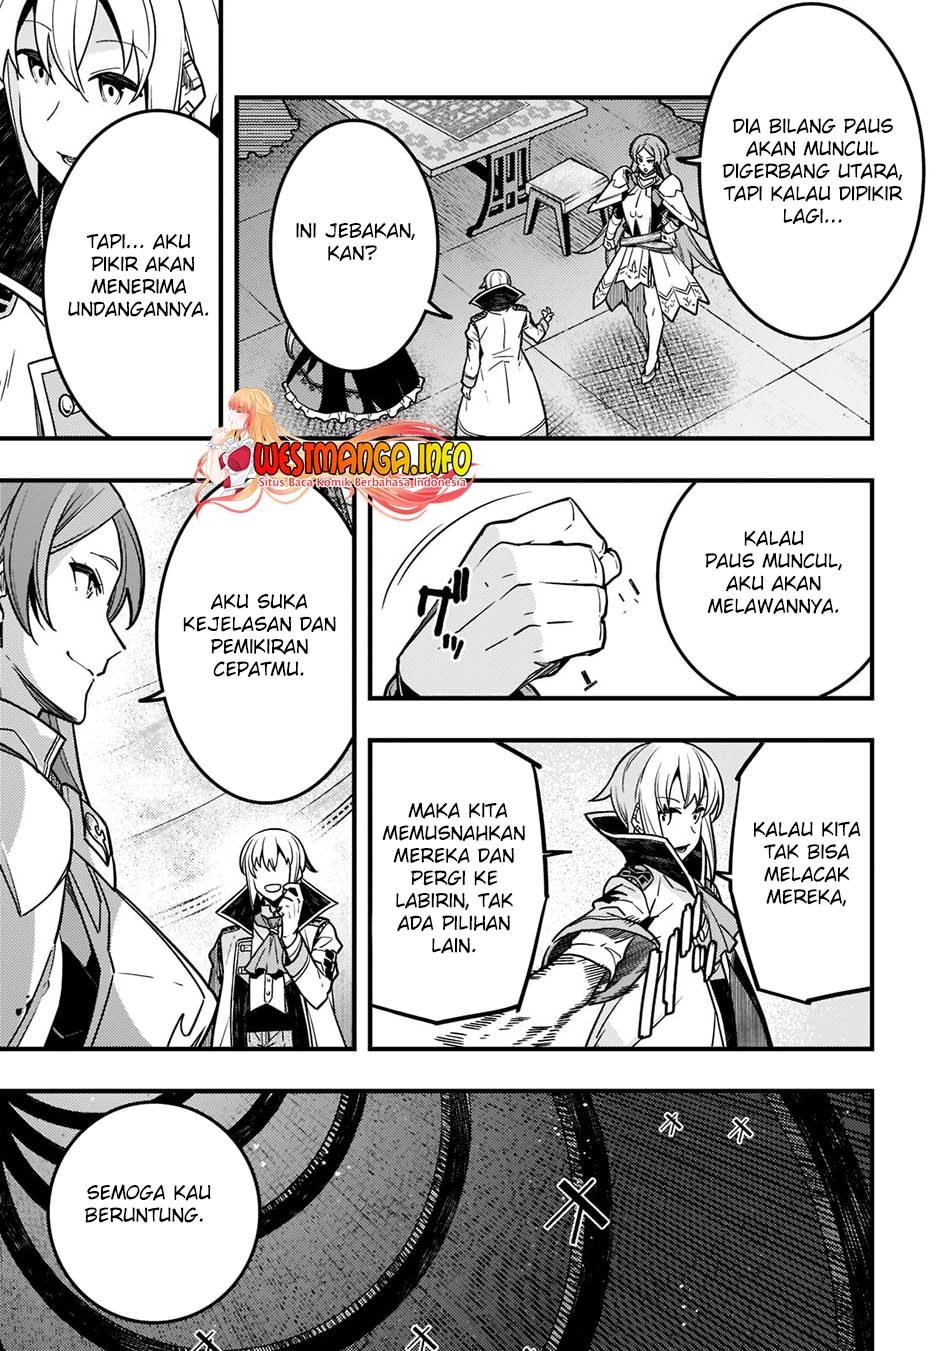 DIA BILANG PAUS
AKAN MUNCUL
DIGERBANG UTARA,
TAPI KALAU DIPIKIR
LAGI...
INI JEBAKAN,
KAN?
TAPI... AKU
PIKIR AKAN
MENERIMA
UNDANGANNYA.
WESTMANGA.INFO
Situs Baca Komik Berbahasa Indonesia
KALAU
PAUS MUNCUL,
AKU AKAN
MELAWANNYA.
AKU SUKA
KEJELASAN DAN
PEMIKIRAN
CEPATMU.
KALAU KITA
TAK BISA
MELACAK
MEREKA,
MAKA KITA
MEMUSNAHKAN
MEREKA DAN
PERGI KE
LABIRIN, TAK
ADA PILIHAN
LAIN.
SEMOGA KAU
BERUNTUNG.